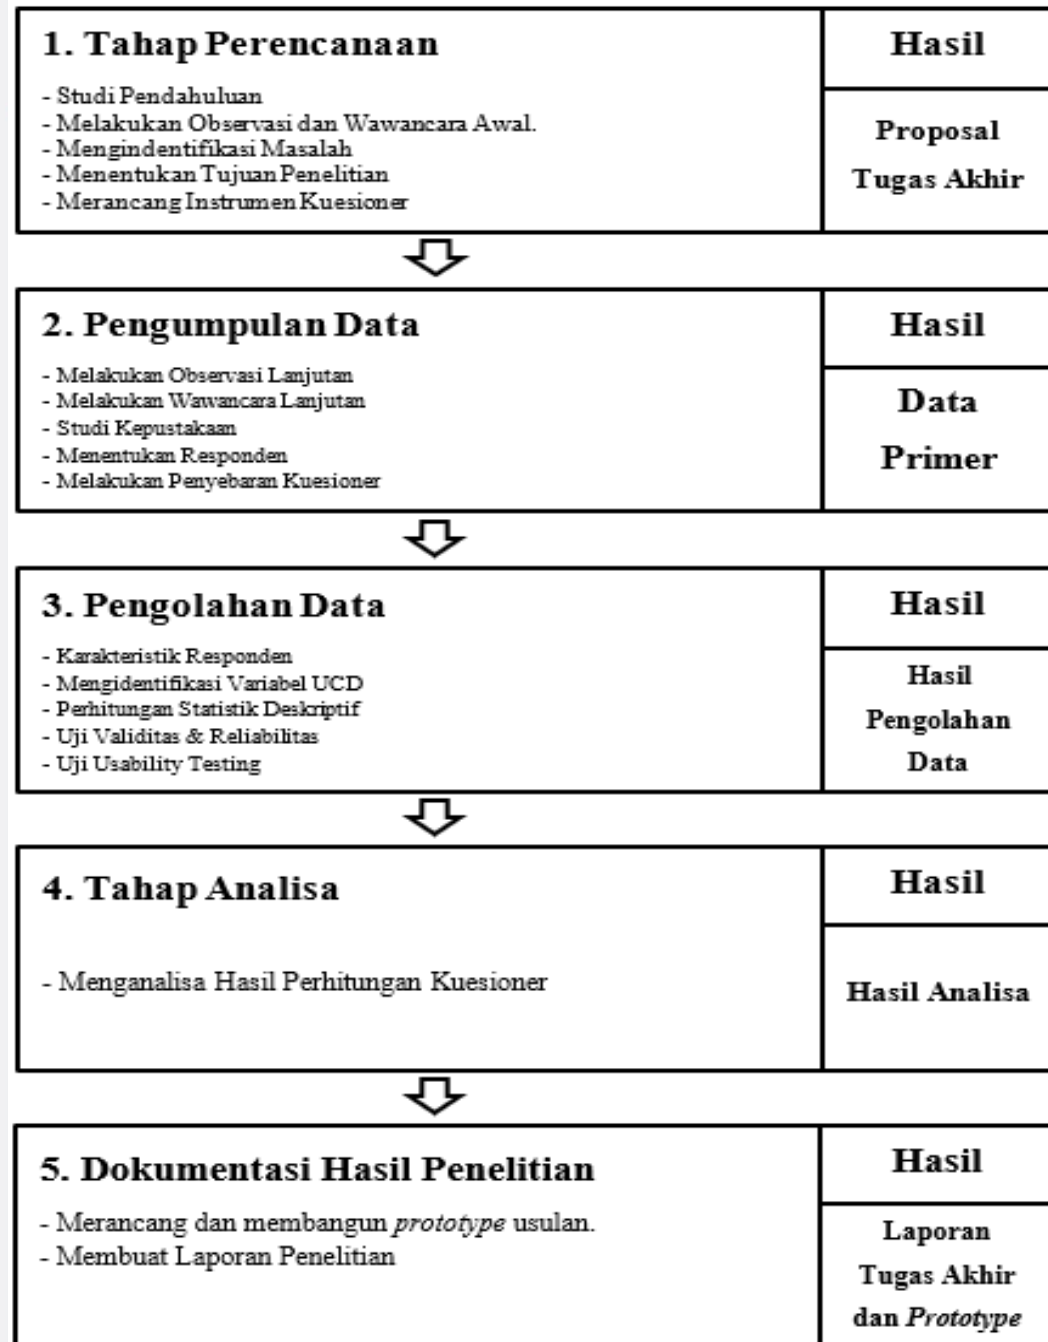 1. Tahap Perencanaan
- Studi Pendahuluan
- Melakukan Observasi dan Wawancara Awal.
- Mengindentifikasi Masalah
- Menentukan Tujuan Penelitian
- Merancang Instrumen Kuesioner
Hasil
Proposal
Tugas Akhir
2. Pengumpulan Data
- Melakukan Observasi Lanjutan
- Melakukan Wawancara Lanjutan
- Studi Kepustakaan
- Menentukan Responden
- Melakukan Penyebaran Kuesioner
Hasil
Data
Primer
3. Pengolahan Data
- Karakteristik Responden
- Mengidentifikasi Variabel UCD
- Perhitungan Statistik Deskriptif
- Uji Validitas & Reliabilitas
- Uji Usability Testing
Hasil
Hasil
Pengolahan
Data
4. Tahap Analisa
- Menganalisa Hasil Perhitungan Kuesioner
Hasil
Hasil Analisa
5. Dokumentasi Hasil Penelitian
- Merancang dan membangun prototype usulan.
- Membuat Laporan Penelitian
Hasil
Laporan
Tugas Akhir
dan Prototype